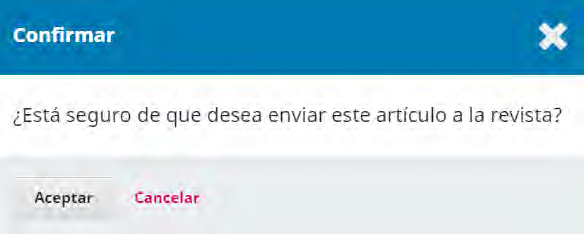 Confirmar
¿Está seguro de que desea enviar este artículo a la revista?
Aceptar Cancelar